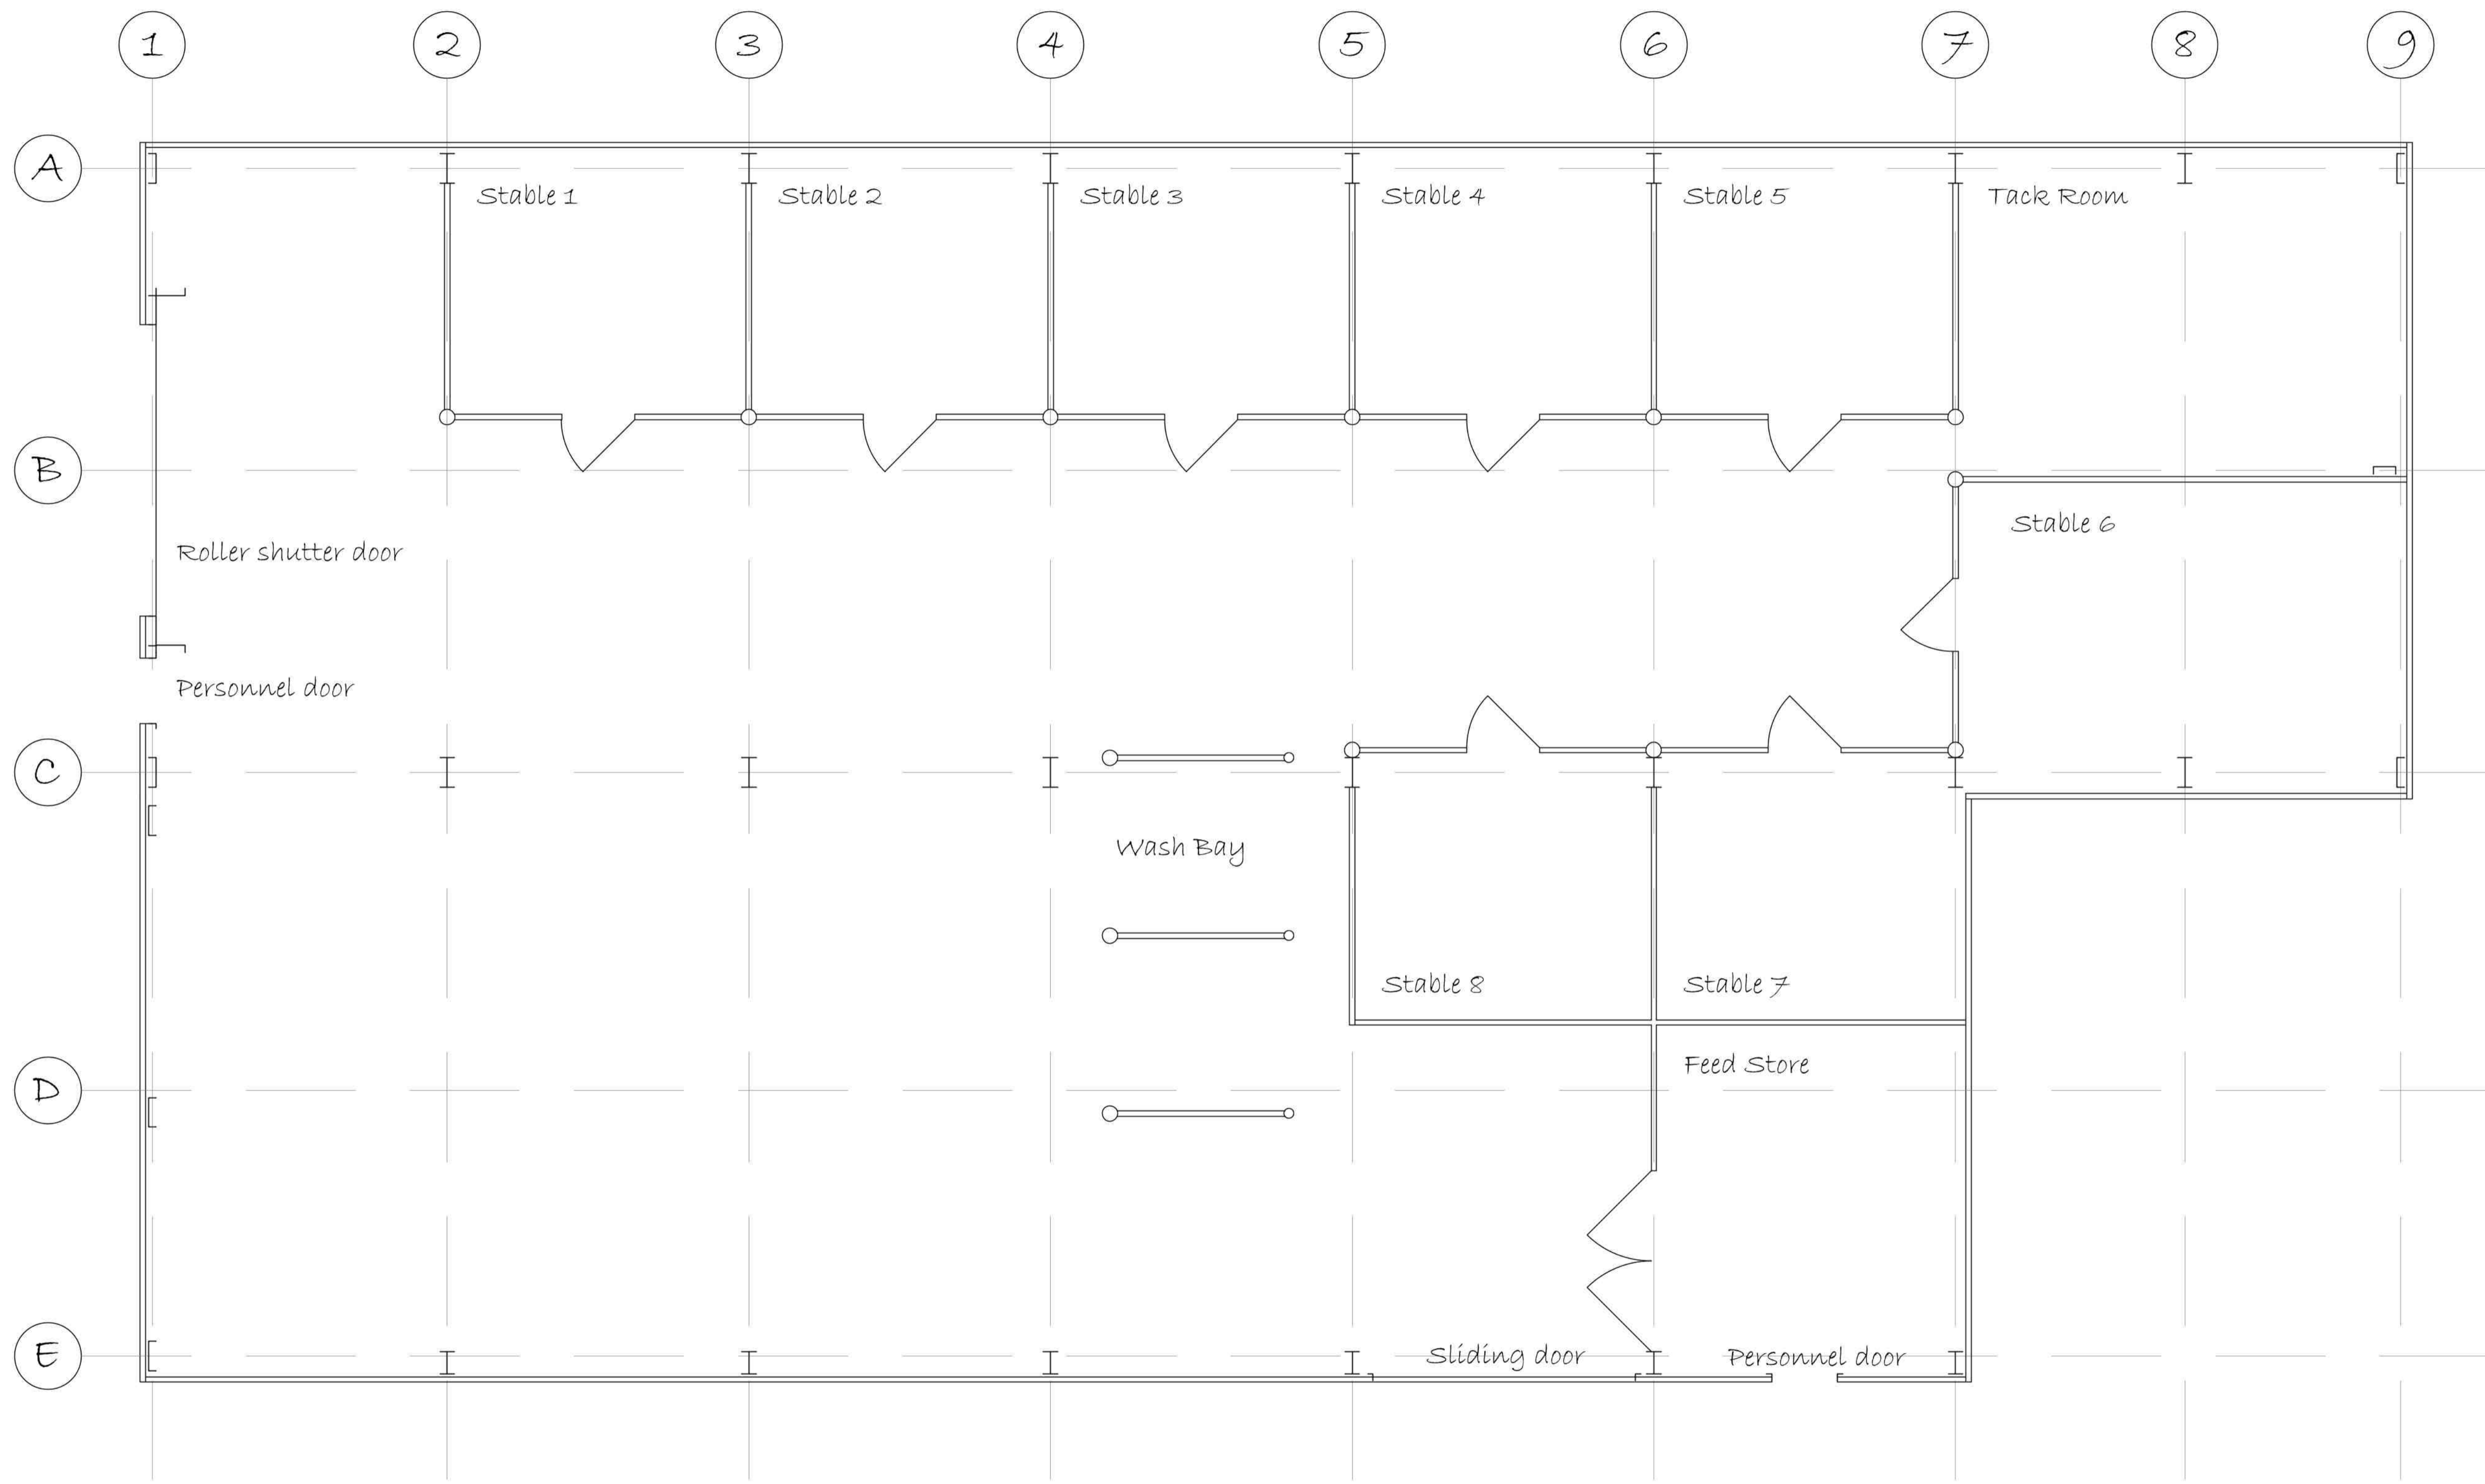 1 2 3 4 5 6 7 8 9
A
Stable 1 Stable 2 Stable 3 Stable 4 Stable 5 Tack Room
B
Stable 6
Roller shutter door
Personnel door
C
Wash Bay
Stable 8 Stable 7
Feed Store
D
E
Sliding door Personnel door